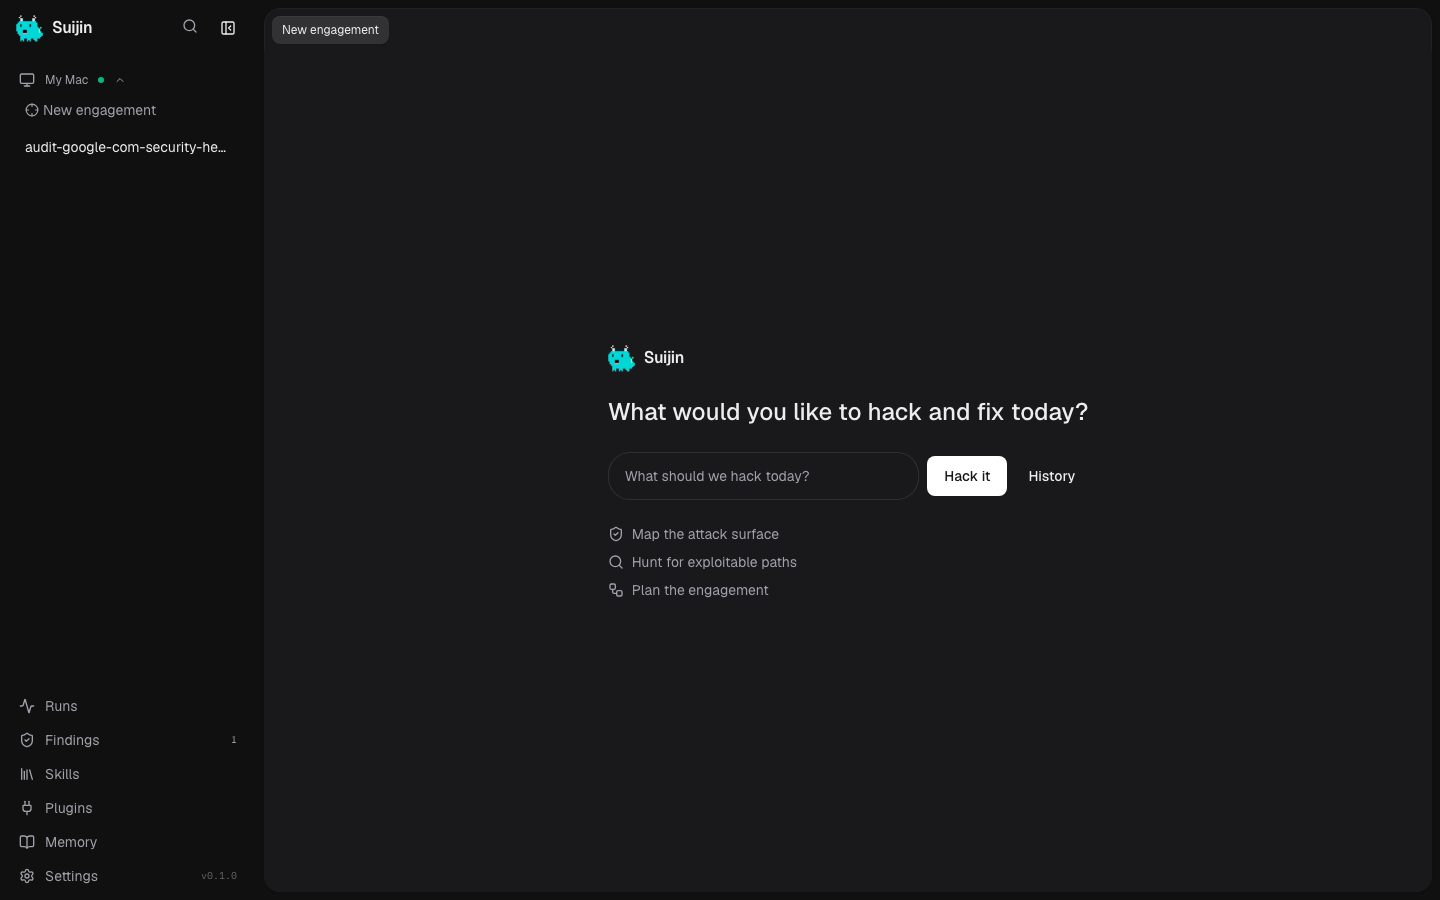 Suijin
My Mac
New engagement
audit-google-com-security-he...
Runs
Findings 1
Skills
Plugins
Memory
Settings v0.1.0
New engagement
Suijin
What would you like to hack and fix today?
What should we hack today? Hack it History
Map the attack surface
Hunt for exploitable paths
Plan the engagement